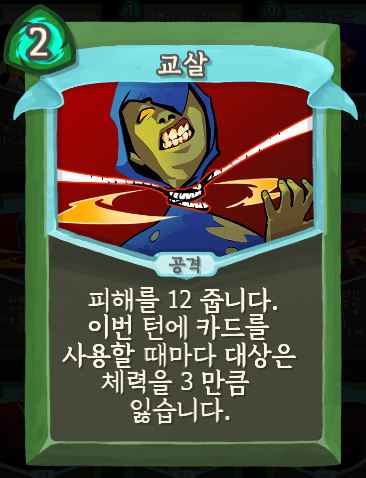 2
교살
공격
피해를 12 줍니다.
이번 턴에 카드를
사용할 때마다 대상은
체력을 3 만큼
잃습니다.